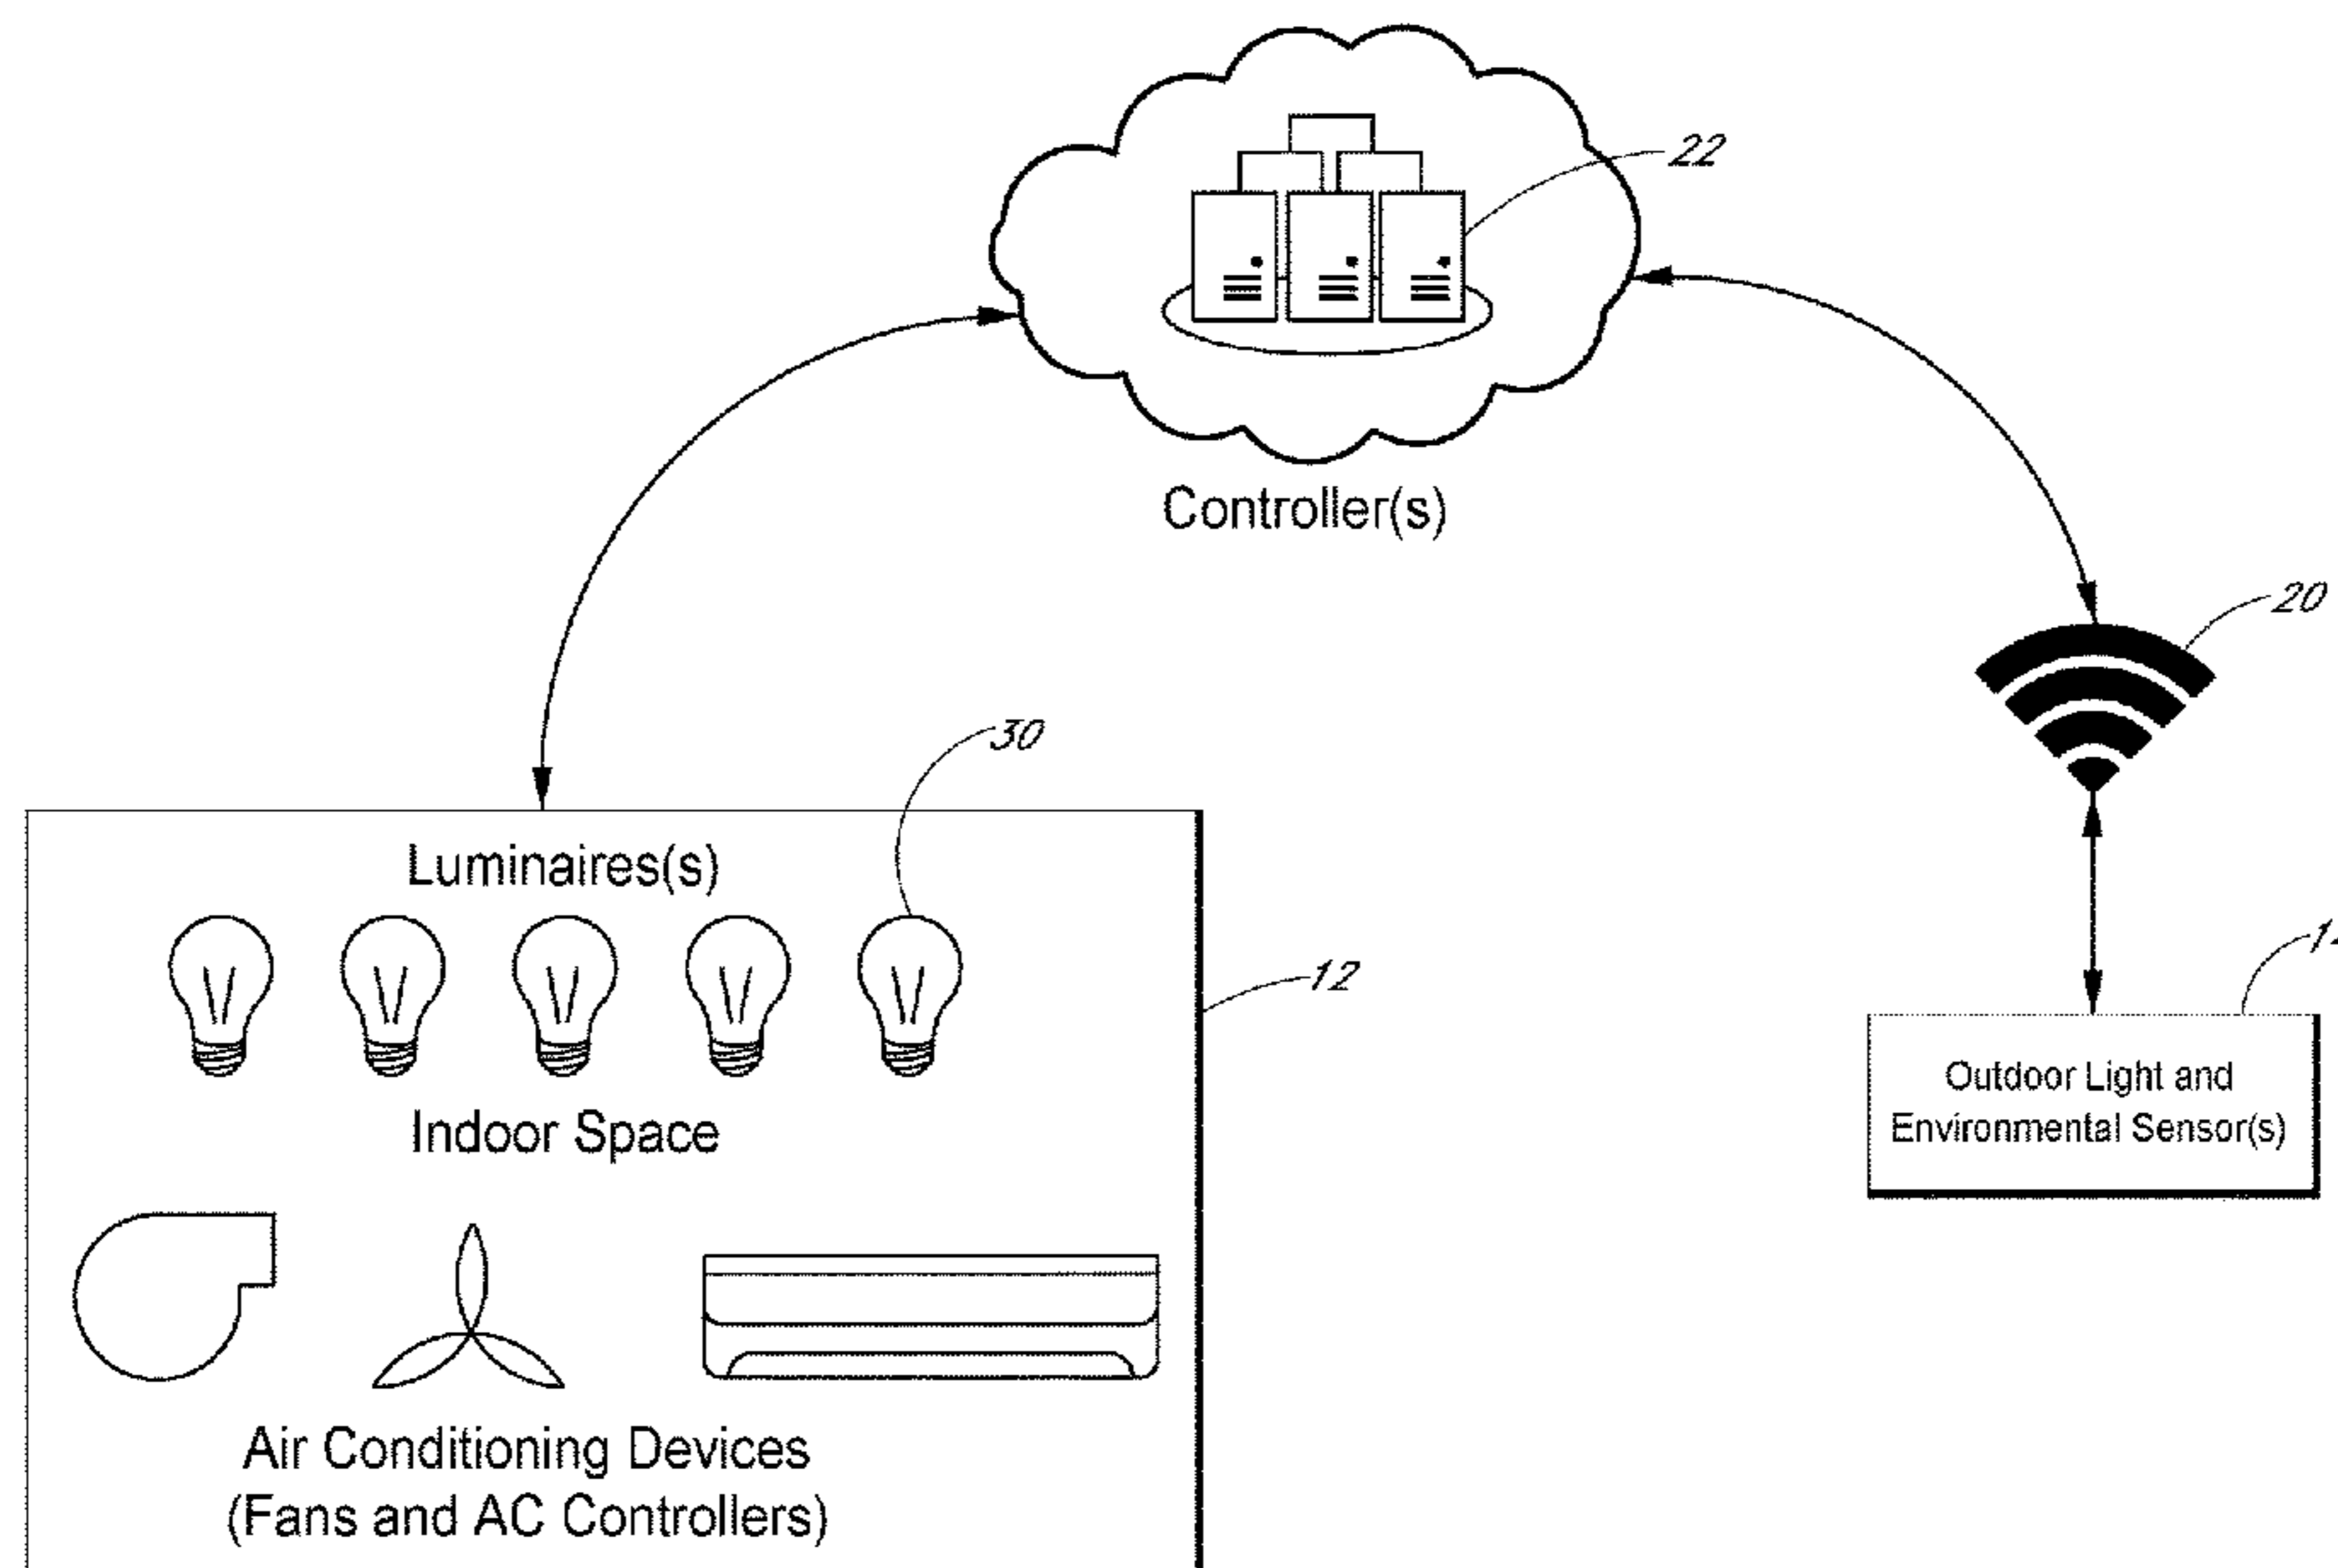 22
Controller(s)
20
30
Luminaires(s)
12
Indoor Space
Outdoor Light and
Environmental Sensor(s)
Air Conditioning Devices
(Fans and AC Controllers)